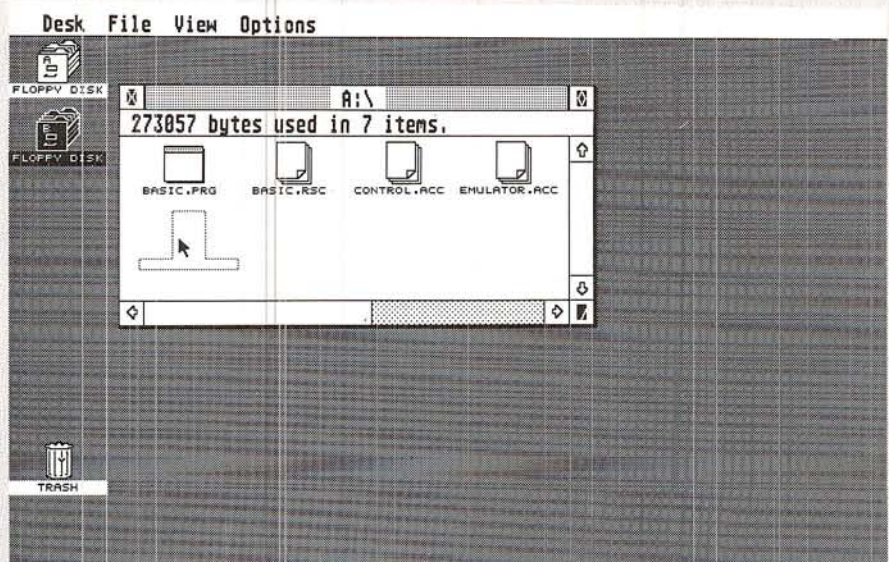 Desk File View Options
A
FLOPPY DISK
B
FLOPPY DISK
A:\
273057 bytes used in 7 items.
BASIC.PRG BASIC.RSC CONTROL.ACC EMULATOR.ACC
TRASH